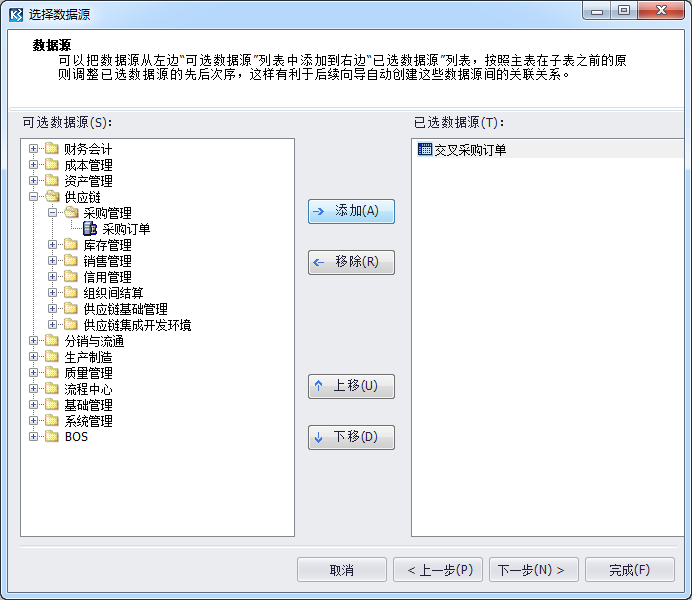 选择数据源
数据源
可以把数据源从左边“可选数据源”列表中添加到右边“已选数据源”列表，按照主表在子表之前的原
则调整已选数据源的先后次序，这样有利于后续向导自动创建这些数据源间的关联关系。
可选数据源(S)：
已选数据源(T)：
财务会计
成本管理
资产管理
供应链
采购管理
采购订单
库存管理
销售管理
信用管理
组织间结算
供应链基础管理
供应链集成开发环境
分销与流通
生产制造
质量管理
流程中心
基础管理
系统管理
BOS
添加(A)
移除(R)
上移(U)
下移(D)
交叉采购订单
取消
< 上一步(P)
下一步(N) >
完成(F)